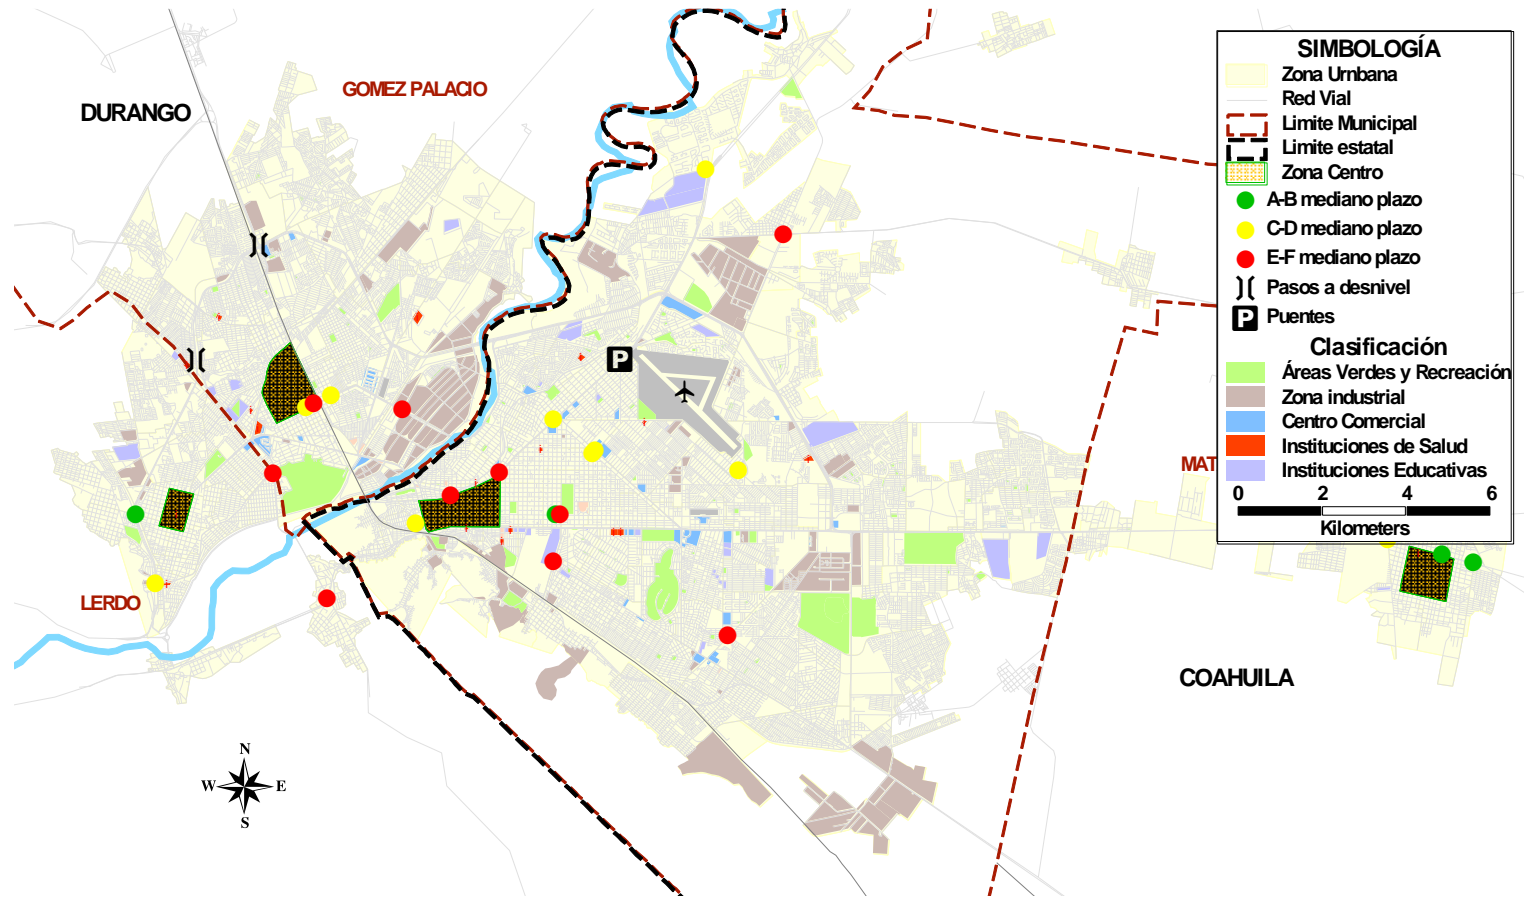 DURANGO
GOMEZ PALACIO
LERDO
MAT
COAHUILA
N
W E
S
SIMBOLOGÍA
Zona Urnbana
Red Vial
Limite Municipal
Limite estatal
Zona Centro
A-B mediano plazo
C-D mediano plazo
E-F mediano plazo
Pasos a desnivel
P Puentes
Clasificación
Áreas Verdes y Recreación
Zona industrial
Centro Comercial
Instituciones de Salud
Instituciones Educativas
0 2 4 6
Kilometers
P